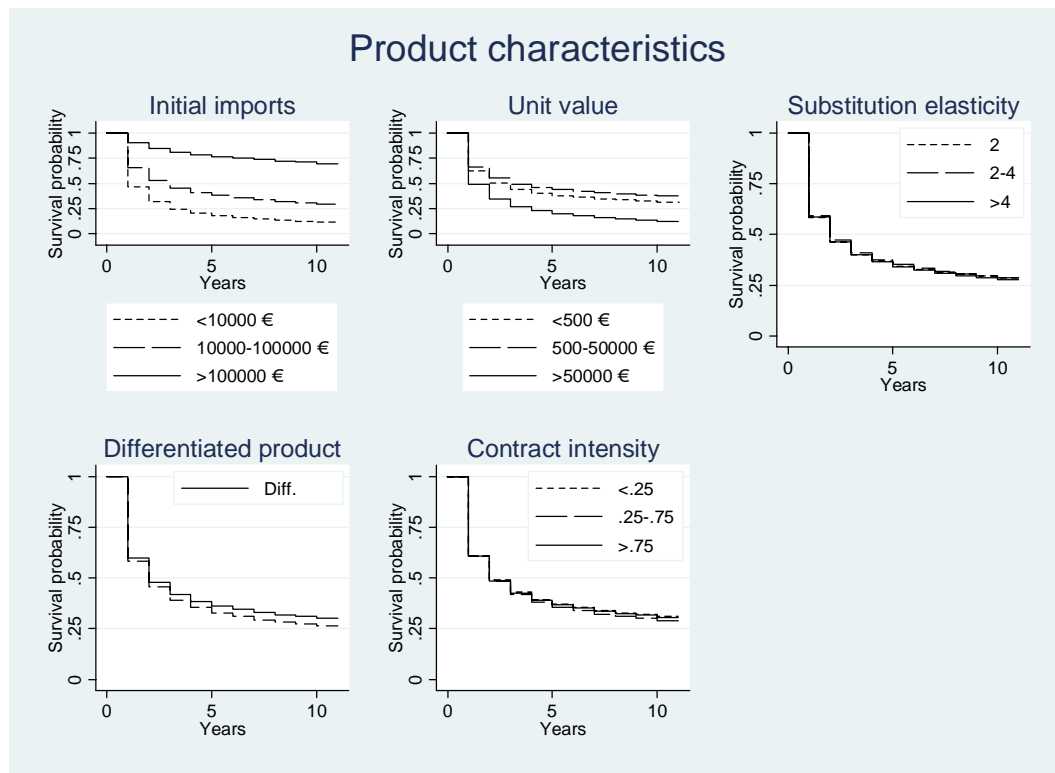 Product characteristics
Initial imports
Survival probability
1
.75
.5
.25
0
0 5 10
Years
<10000 €
10000-100000 €
>100000 €
Unit value
Survival probability
1
.75
.5
.25
0
0 5 10
Years
<500 €
500-50000 €
>50000 €
Substitution elasticity
Survival probability
1
.75
.5
.25
0
0 5 10
Years
2
2-4
>4
Differentiated product
Survival probability
1
.75
.5
.25
0
0 5 10
Years
Diff.
Contract intensity
Survival probability
1
.75
.5
.25
0
0 5 10
Years
<.25
.25-.75
>.75